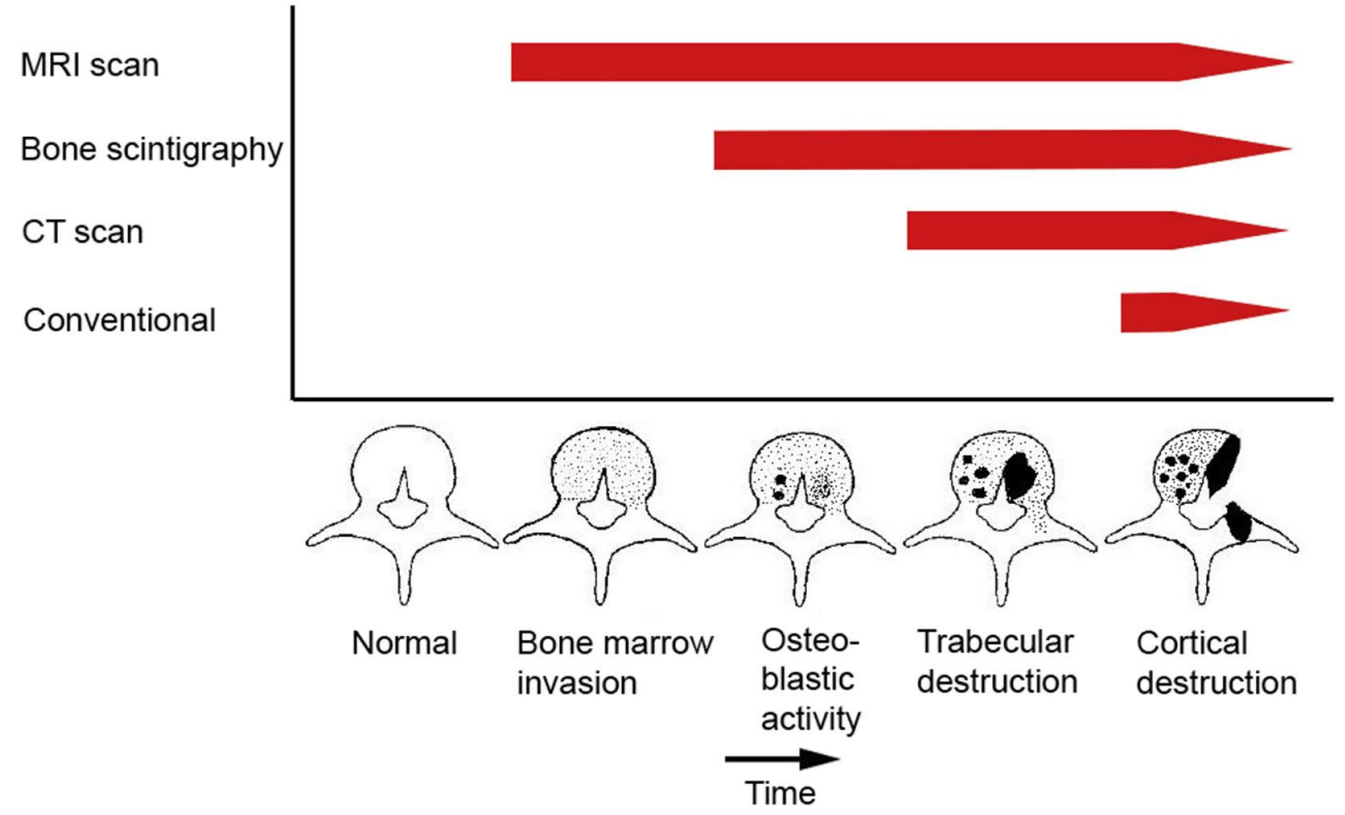 MRI scan
Bone scintigraphy
CT scan
Conventional
Normal
Bone marrow
invasion
Osteo-
blastic
activity
Trabecular
destruction
Cortical
destruction
Time